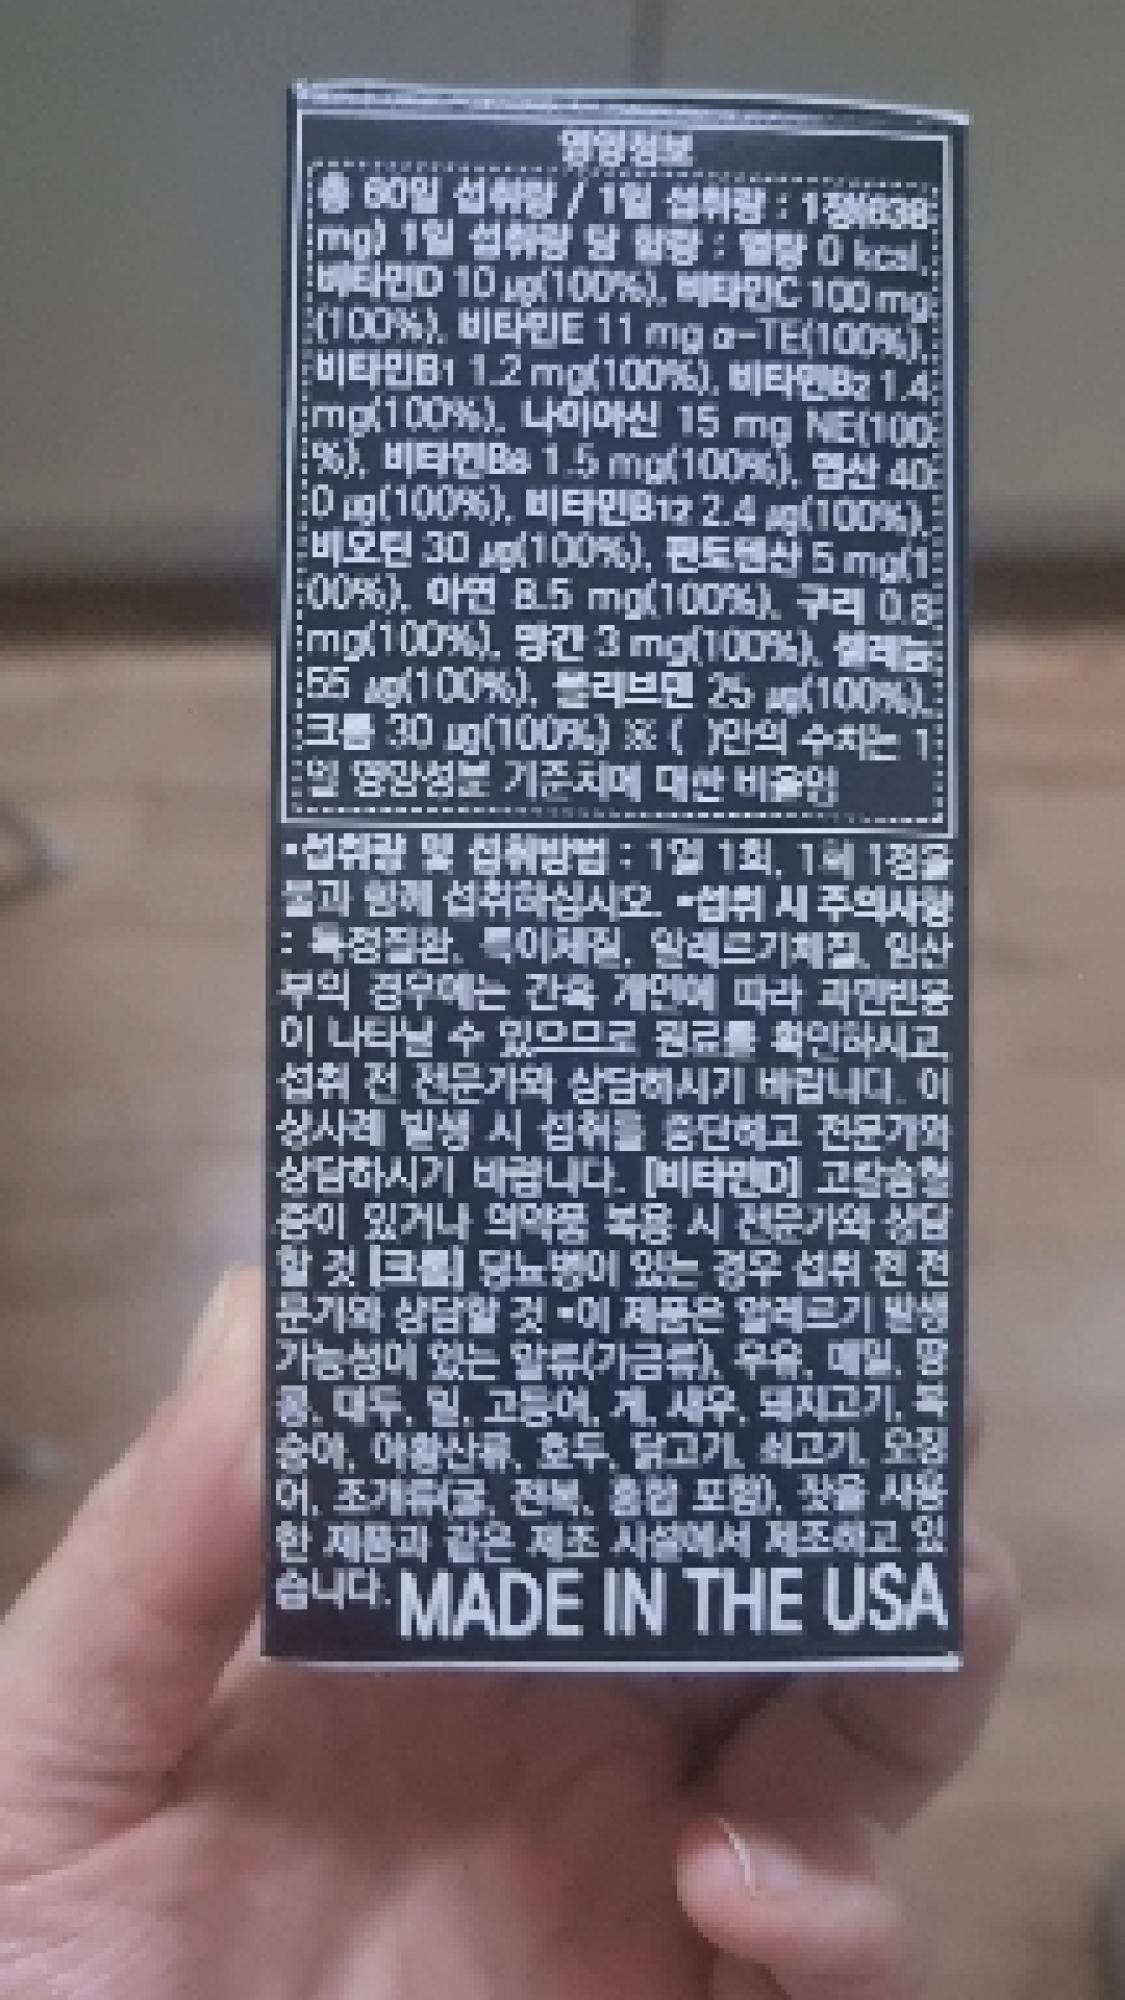 영양정보
총 60일 섭취량 / 1일 섭취량 : 1정(638
mg) 1일 섭취량 당 함량 : 열량 0 kcal,
비타민D 10 µg(100%), 비타민C 100 mg
(100%), 비타민E 11 mg α-TE(100%),
비타민B1 1.2 mg(100%), 비타민B2 1.4
mg(100%), 나이아신 15 mg NE(100
%), 비타민B6 1.5 mg(100%), 엽산 40
0 µg(100%), 비타민B12 2.4 µg(100%),
비오틴 30 µg(100%), 판토텐산 5 mg(1
00%), 아연 8.5 mg(100%), 구리 0.8
mg(100%), 망간 3 mg(100%), 셀레늄
55 µg(100%), 몰리브덴 25 µg(100%),
크롬 30 µg(100%) ※ ( )안의 수치는 1
일 영양성분 기준치에 대한 비율임
•섭취량 및 섭취방법 : 1일 1회, 1회 1정을
물과 함께 섭취하십시오. •섭취 시 주의사항
: 특정질환, 특이체질, 알레르기체질, 임산
부의 경우에는 간혹 개인에 따라 과민반응
이 나타날 수 있으므로 원료를 확인하시고,
섭취 전 전문가와 상담하시기 바랍니다. 이
상사례 발생 시 섭취를 중단하고 전문가와
상담하시기 바랍니다. [비타민D] 고칼슘혈
증이 있거나 의약품 복용 시 전문가와 상담
할 것 [크롬] 당뇨병이 있는 경우 섭취 전 전
문가와 상담할 것 •이 제품은 알레르기 발생
가능성이 있는 알류(가금류), 우유, 메밀, 땅
콩, 대두, 밀, 고등어, 게, 새우, 돼지고기, 복
숭아, 아황산류, 호두, 닭고기, 쇠고기, 오징
어, 조개류(굴, 전복, 홍합 포함), 잣을 사용
한 제품과 같은 제조 시설에서 제조하고 있
습니다. MADE IN THE USA